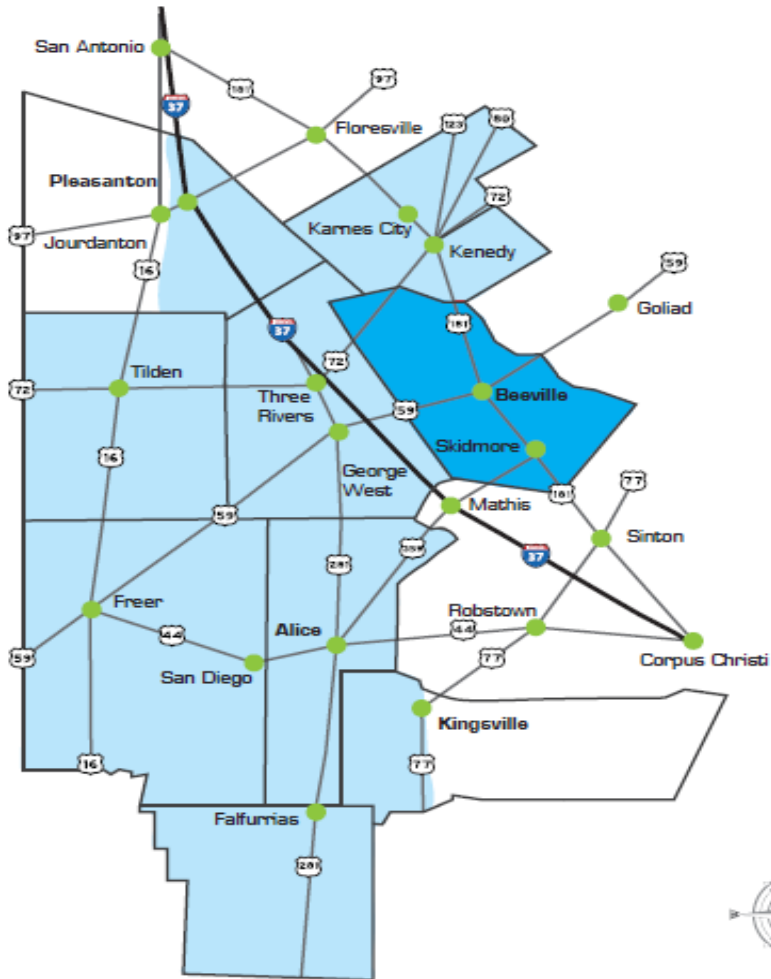 San Antonio
97
181
37
Floresville
123
80
Pleasanton
72
Karnes City
97
Jourdanton
Kenedy
16
59
Goliad
181
37
72
Tilden
72
Three
Rivers
Beeville
59
Skidmore
16
George
West
77
Mathis
181
59
Sinton
359
37
281
Freer
Robstown
44
Alice
44
59
San Diego
77
Corpus Christi
Kingsville
16
77
Falfurrias
281